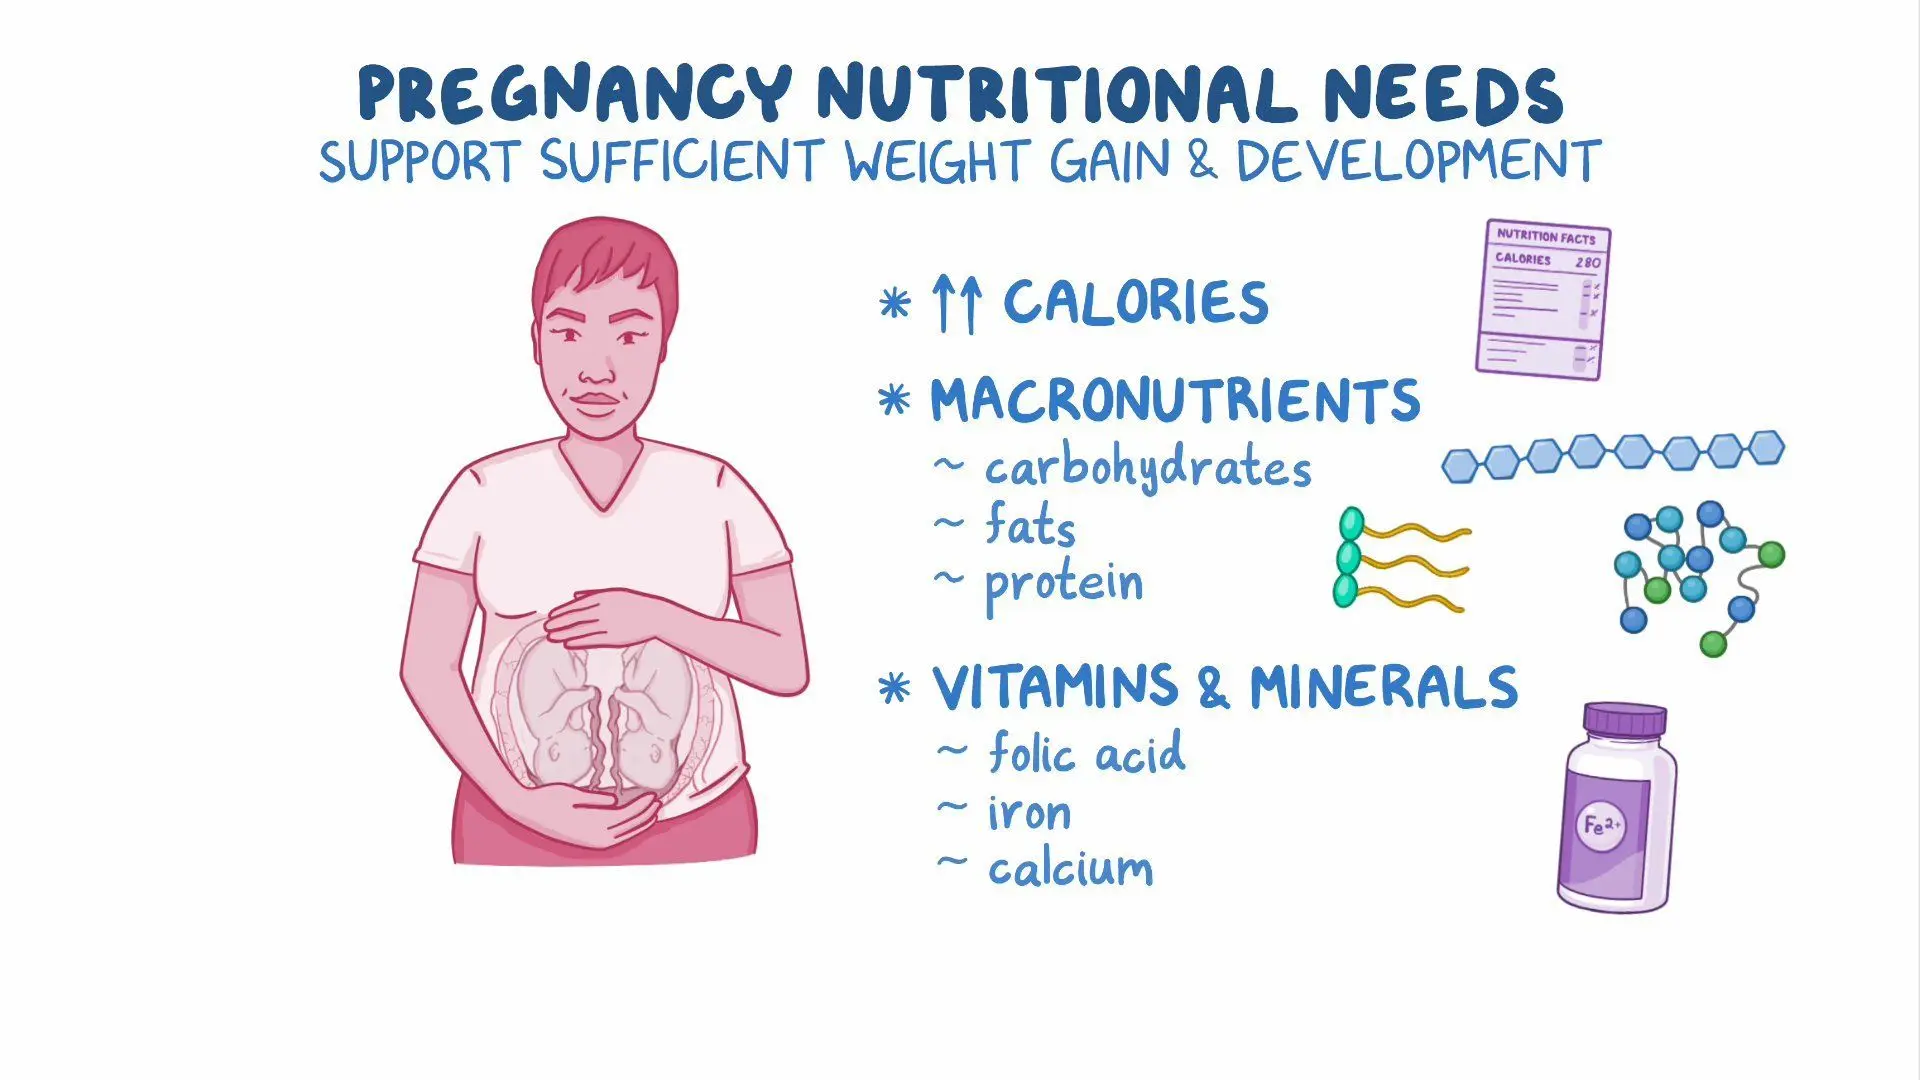 PREGNANCY NUTRITIONAL NEEDS
SUPPORT SUFFICIENT WEIGHT GAIN & DEVELOPMENT
* ↑↑ CALORIES
NUTRITION FACTS
CALORIES 280
* MACRONUTRIENTS
~ carbohydrates
~ fats
~ protein
* VITAMINS & MINERALS
~ folic acid
~ iron
~ calcium
Fe2+